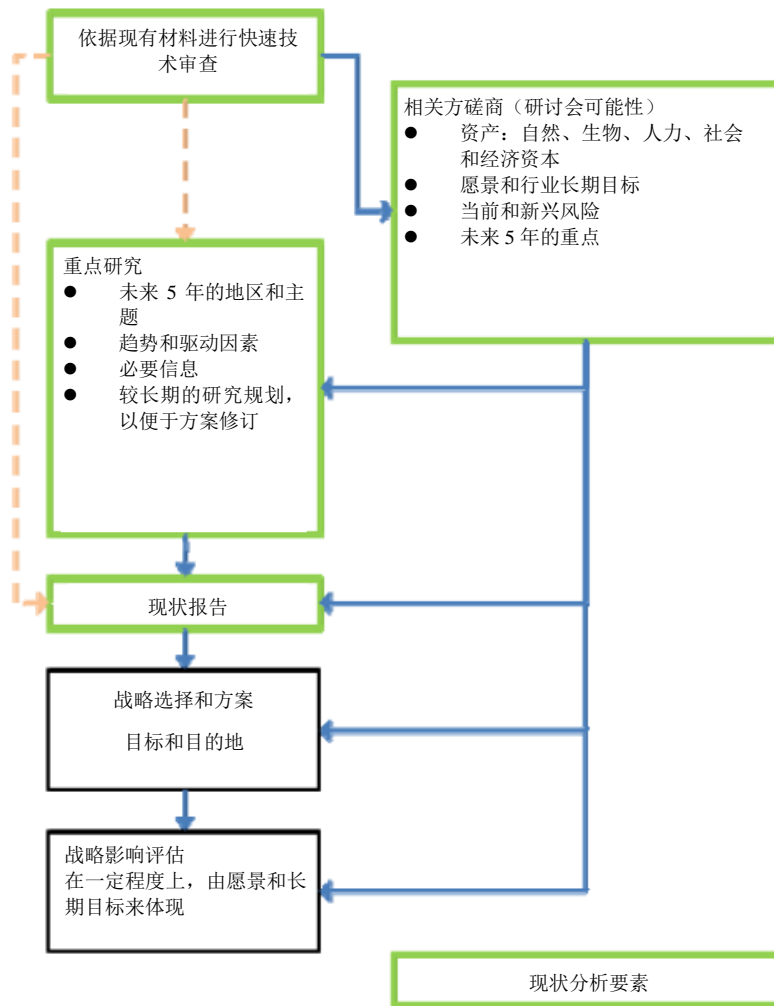 依据现有材料进行快速技
术审查
相关方磋商（研讨会可能性）
● 资产：自然、生物、人力、社会
和经济资本
● 愿景和行业长期目标
● 当前和新兴风险
● 未来 5 年的重点
重点研究
● 未来 5 年的地区和主
题
● 趋势和驱动因素
● 必要信息
● 较长期的研究规划，
以便于方案修订
现状报告
战略选择和方案
目标和目的地
战略影响评估
在一定程度上，由愿景和长
期目标来体现
现状分析要素